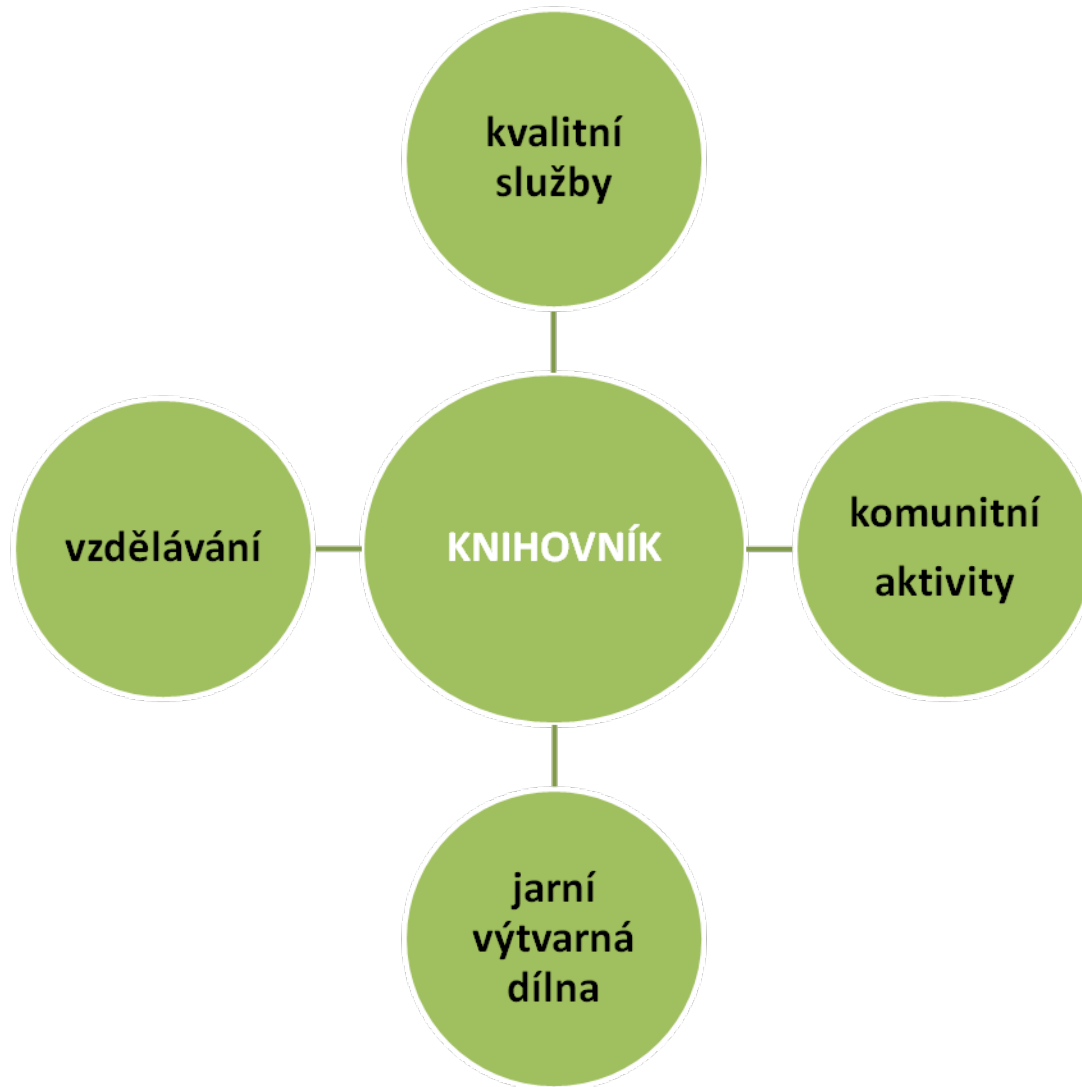 kvalitní
služby
vzdělávání
KNIHOVNÍK
komunitní
aktivity
jarní
výtvarná
dílna